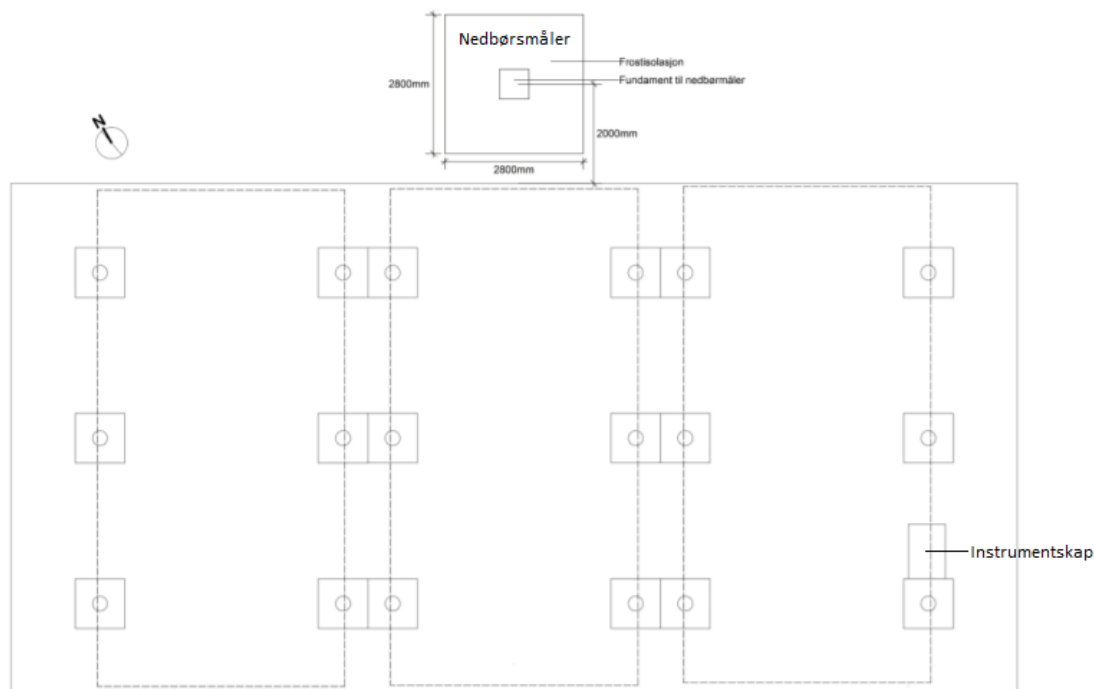 Nedbørsmåler
Frostisolasjon
Fundament til nedbørmåler
2800mm
2000mm
2800mm
N
Instrumentskap